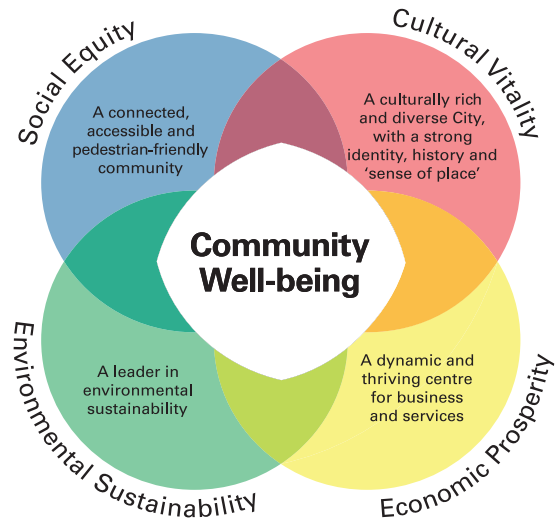 Social Equity
Cultural Vitality
A connected,
accessible and
pedestrian-friendly
community
A culturally rich
and diverse City,
with a strong
identity, history and
‘sense of place’
Community
Well-being
A leader in
environmental
sustainability
A dynamic and
thriving centre
for business
and services
Environmental Sustainability
Economic Prosperity